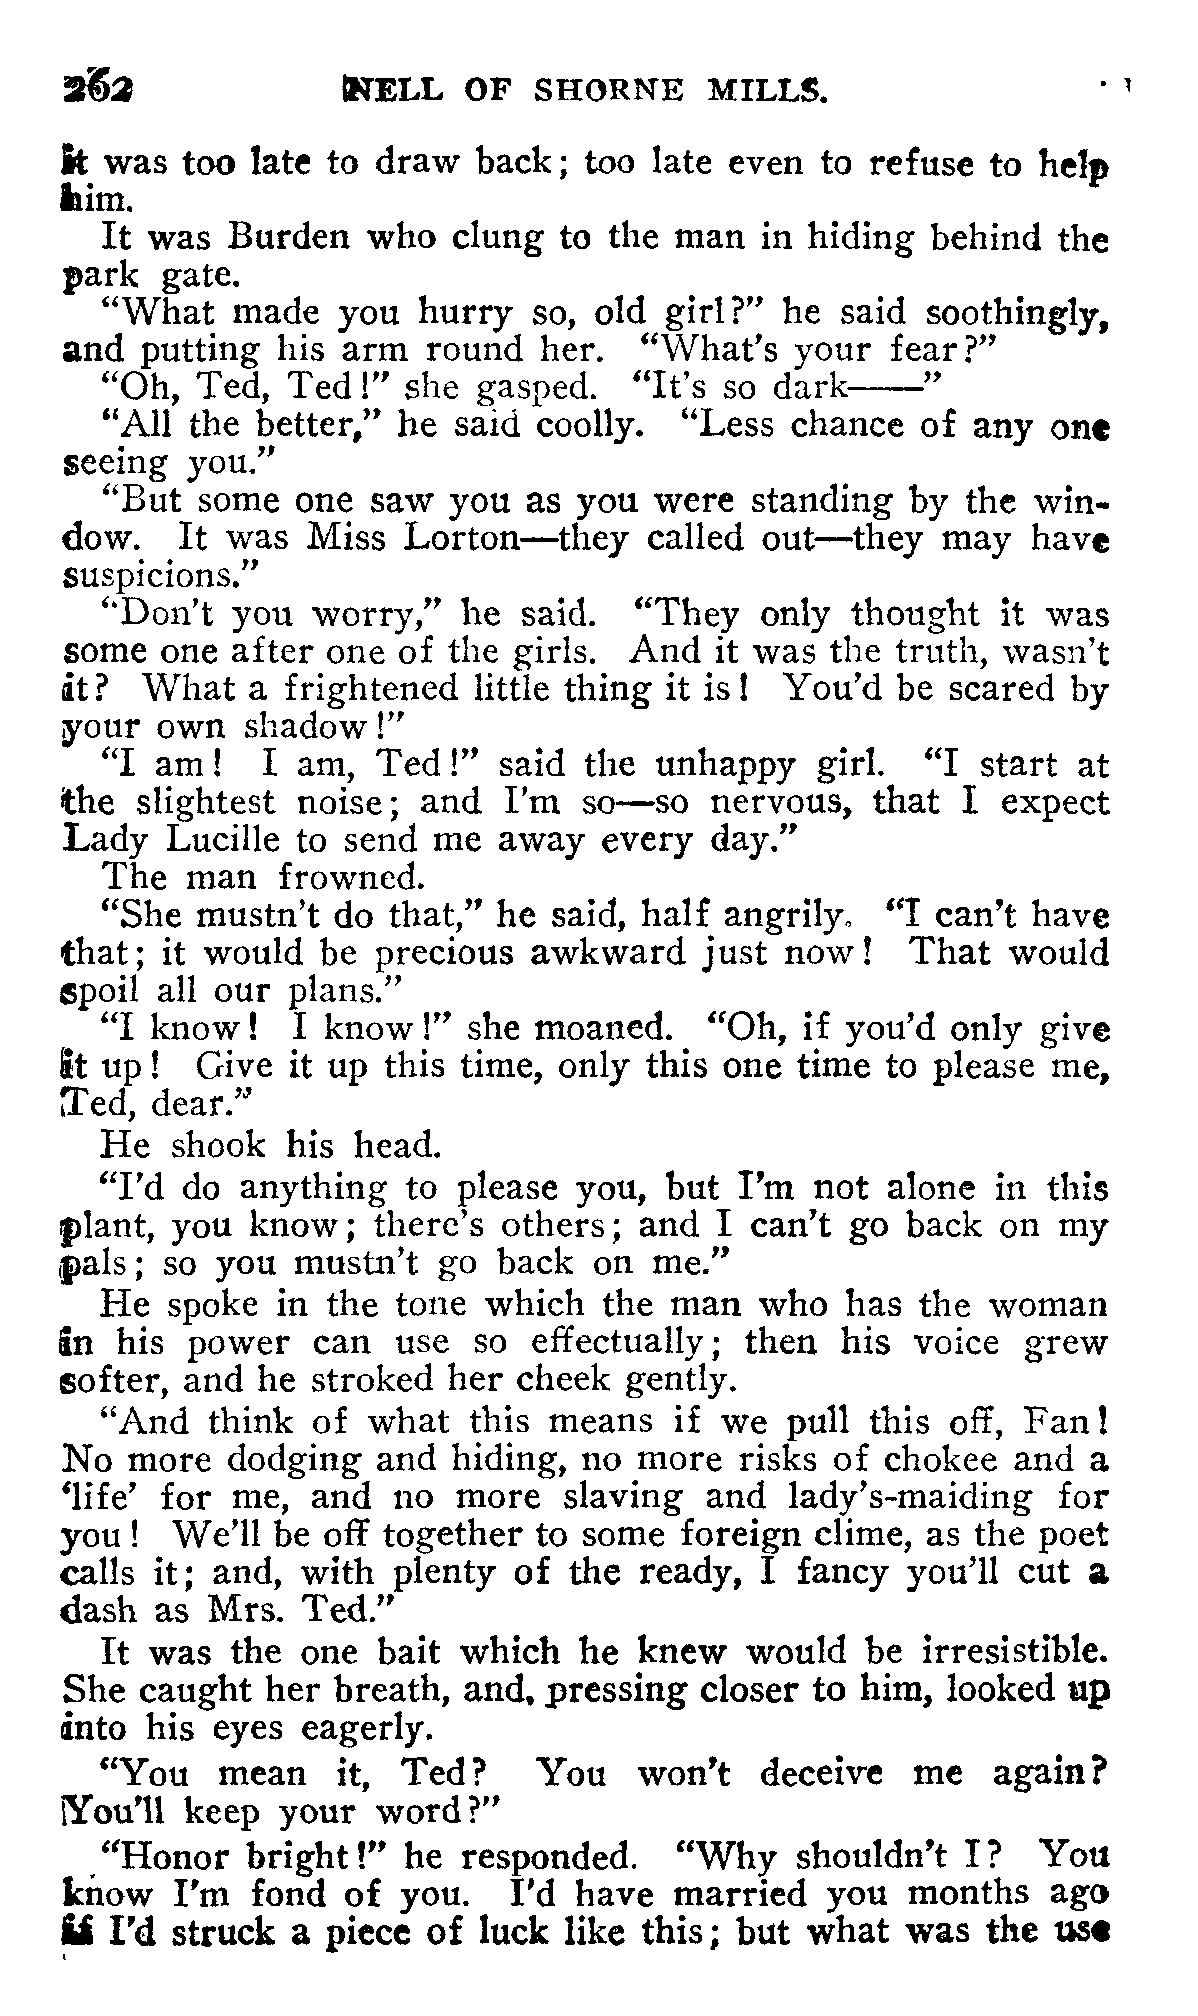 262 NELL OF SHORNE MILLS.
it was too late to draw back; too late even to refuse to help
him.
It was Burden who clung to the man in hiding behind the
park gate.
"What made you hurry so, old girl?" he said soothingly,
and putting his arm round her. "What's your fear?"
"Oh, Ted, Ted!" she gasped. "It's so dark——"
"All the better," he said coolly. "Less chance of any one
seeing you."
"But some one saw you as you were standing by the win-
dow. It was Miss Lorton—they called out—they may have
suspicions."
"Don't you worry," he said. "They only thought it was
some one after one of the girls. And it was the truth, wasn't
it? What a frightened little thing it is! You'd be scared by
your own shadow!"
"I am! I am, Ted!" said the unhappy girl. "I start at
the slightest noise; and I'm so—so nervous, that I expect
Lady Lucille to send me away every day."
The man frowned.
"She mustn't do that," he said, half angrily. "I can't have
that; it would be precious awkward just now! That would
spoil all our plans."
"I know! I know!" she moaned. "Oh, if you'd only give
it up! Give it up this time, only this one time to please me,
Ted, dear."
He shook his head.
"I'd do anything to please you, but I'm not alone in this
plant, you know; there's others; and I can't go back on my
pals; so you mustn't go back on me."
He spoke in the tone which the man who has the woman
in his power can use so effectually; then his voice grew
softer, and he stroked her cheek gently.
"And think of what this means if we pull this off, Fan!
No more dodging and hiding, no more risks of chokee and a
'life' for me, and no more slaving and lady's-maiding for
you! We'll be off together to some foreign clime, as the poet
calls it; and, with plenty of the ready, I fancy you'll cut a
dash as Mrs. Ted."
It was the one bait which he knew would be irresistible.
She caught her breath, and, pressing closer to him, looked up
into his eyes eagerly.
"You mean it, Ted? You won't deceive me again?
You'll keep your word?"
"Honor bright!" he responded. "Why shouldn't I? You
know I'm fond of you. I'd have married you months ago
if I'd struck a piece of luck like this; but what was the use